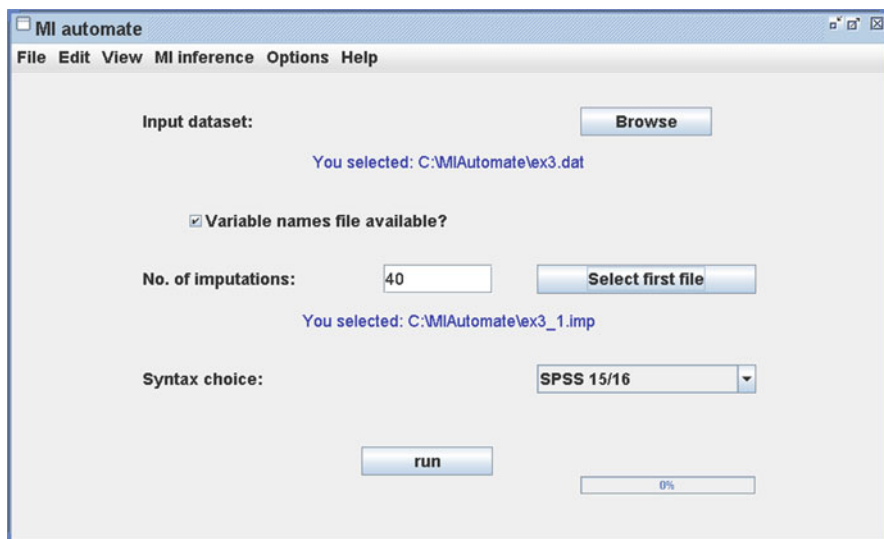 MI automate
File Edit View MI inference Options Help
Input dataset: Browse
You selected: C:\MIAutomate\ex3.dat
Variable names file available?
No. of imputations: 40 Select first file
You selected: C:\MIAutomate\ex3_1.imp
Syntax choice: SPSS 15/16
run
0%